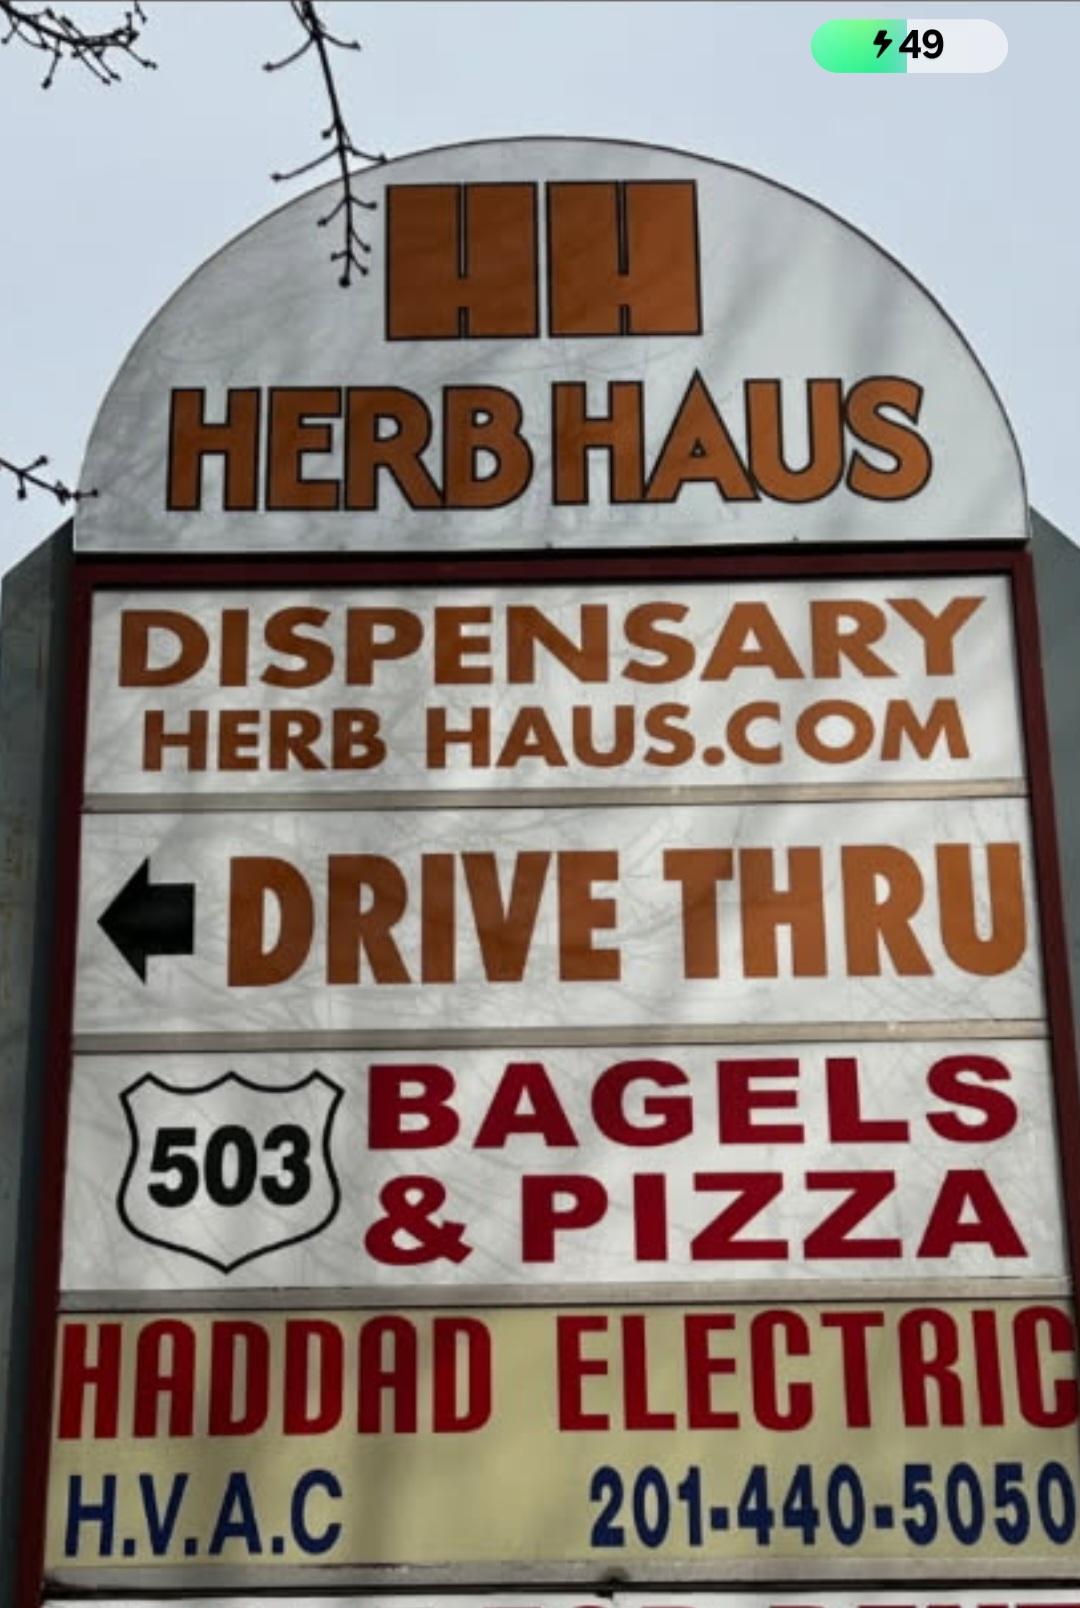 49
HH
HERB HAUS
DISPENSARY
HERB HAUS.COM
DRIVE THRU
503
BAGELS
& PIZZA
HADDAD ELECTRIC
H.V.A.C 201-440-5050